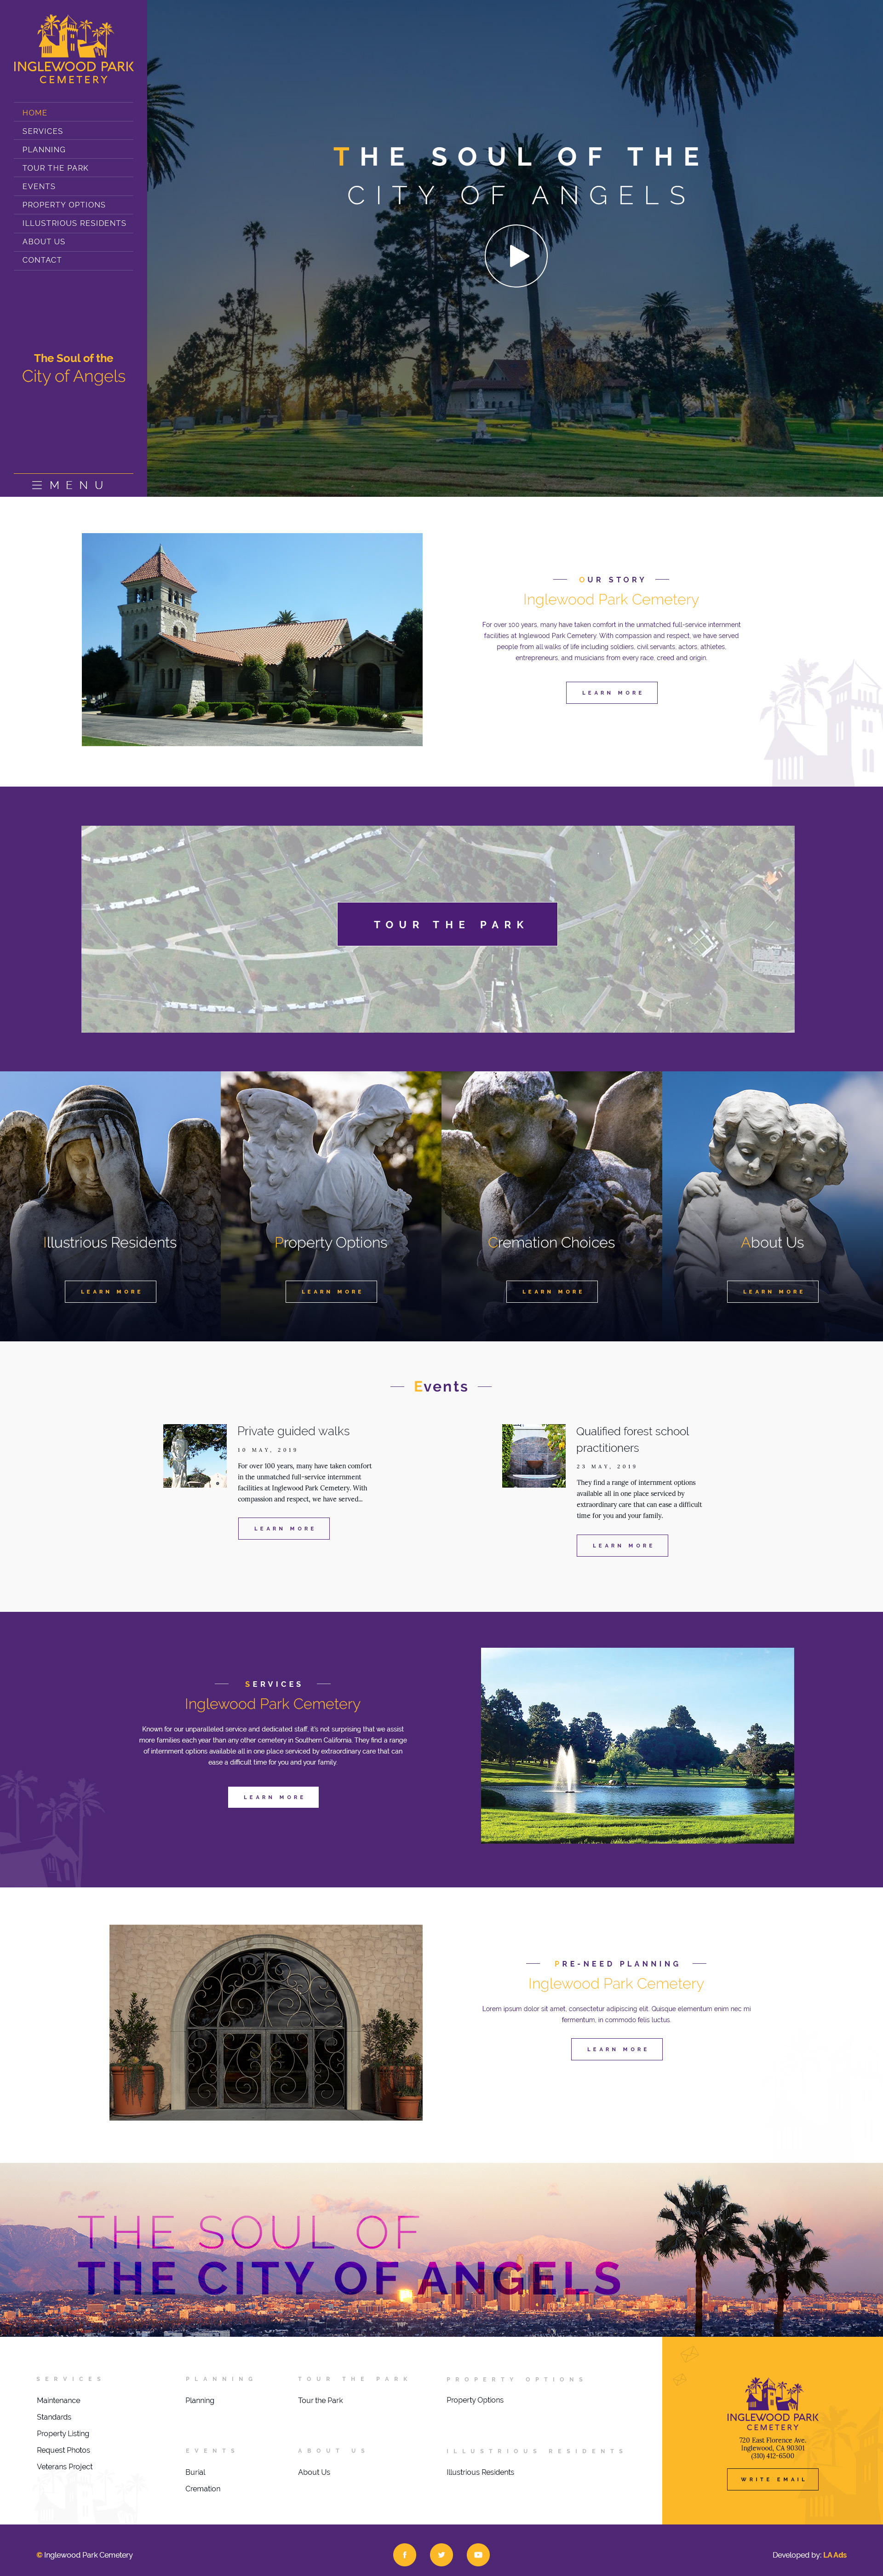 INGLEWOOD PARK
CEMETERY
HOME
SERVICES
PLANNING
TOUR THE PARK
EVENTS
PROPERTY OPTIONS
ILLUSTRIOUS RESIDENTS
ABOUT US
CONTACT
The Soul of the
City of Angels
MENU
THE SOUL OF THE
CITY OF ANGELS
OUR STORY
Inglewood Park Cemetery
For over 100 years, many have taken comfort in the unmatched full-service internment
facilities at Inglewood Park Cemetery. With compassion and respect, we have served
people from all walks of life including soldiers, civil servants, actors, athletes,
entrepreneurs, and musicians from every race, creed and origin.
LEARN MORE
TOUR THE PARK
Illustrious Residents
LEARN MORE
Property Options
LEARN MORE
Cremation Choices
LEARN MORE
About Us
LEARN MORE
Events
Private guided walks
10 MAY, 2019
For over 100 years, many have taken comfort
in the unmatched full-service internment
facilities at Inglewood Park Cemetery. With
compassion and respect, we have served...
LEARN MORE
Qualified forest school
practitioners
23 MAY, 2019
They find a range of internment options
available all in one place serviced by
extraordinary care that can ease a difficult
time for you and your family.
LEARN MORE
SERVICES
Inglewood Park Cemetery
Known for our unparalleled service and dedicated staff, it's not surprising that we assist
more families each year than any other cemetery in Southern California. They find a range
of internment options available all in one place serviced by extraordinary care that can
ease a difficult time for you and your family.
LEARN MORE
PRE-NEED PLANNING
Inglewood Park Cemetery
Lorem ipsum dolor sit amet, consectetur adipiscing elit. Quisque elementum enim nec mi
fermentum, in commodo felis luctus.
LEARN MORE
THE SOUL OF
THE CITY OF ANGELS
SERVICES
Maintenance
Standards
Property Listing
Request Photos
Veterans Project
PLANNING
Planning
EVENTS
Burial
Cremation
TOUR THE PARK
Tour the Park
ABOUT US
About Us
PROPERTY OPTIONS
Property Options
ILLUSTRIOUS RESIDENTS
Illustrious Residents
INGLEWOOD PARK
CEMETERY
720 East Florence Ave.
Inglewood, CA 90301
(310) 412-6500
WRITE EMAIL
© Inglewood Park Cemetery
Developed by: LA Ads